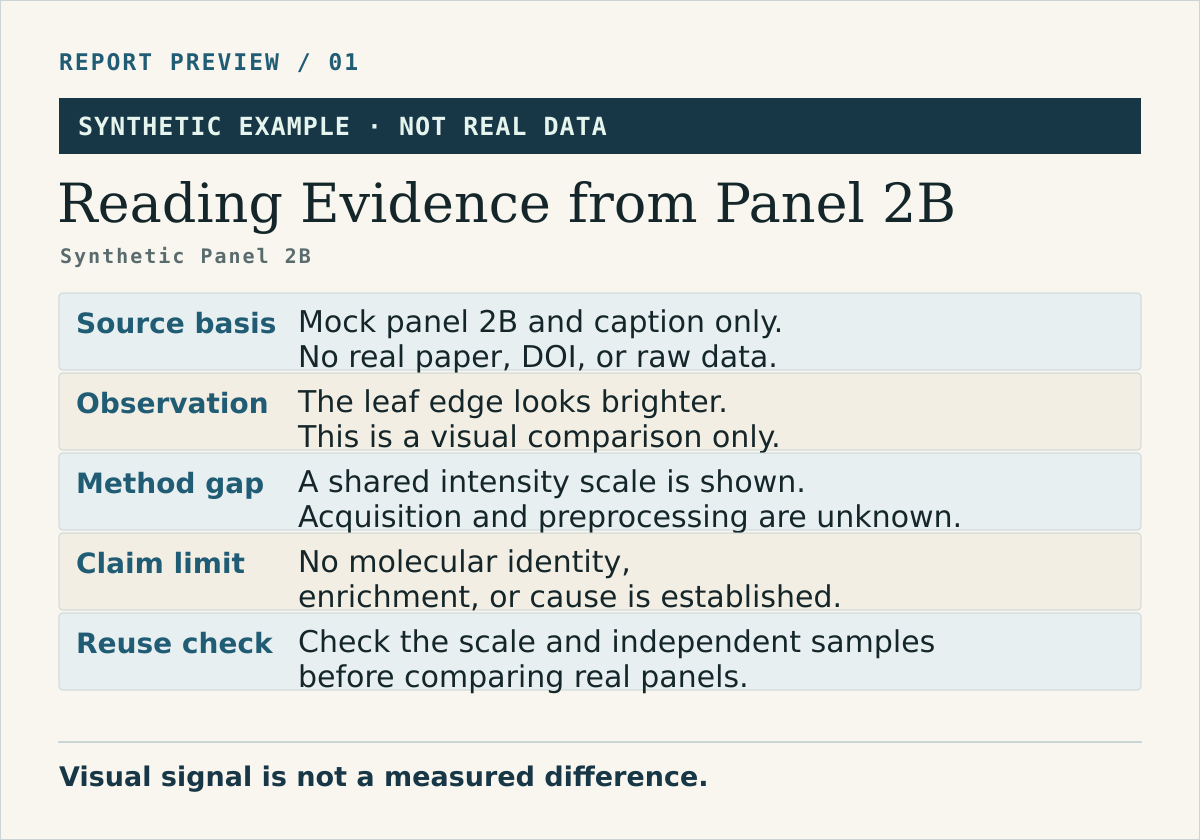 REPORT PREVIEW / 01
SYNTHETIC EXAMPLE · NOT REAL DATA
Reading Evidence from Panel 2B
Synthetic Panel 2B
Source basis Mock panel 2B and caption only.
No real paper, DOI, or raw data.
Observation The leaf edge looks brighter.
This is a visual comparison only.
Method gap A shared intensity scale is shown.
Acquisition and preprocessing are unknown.
Claim limit No molecular identity,
enrichment, or cause is established.
Reuse check Check the scale and independent samples
before comparing real panels.
Visual signal is not a measured difference.